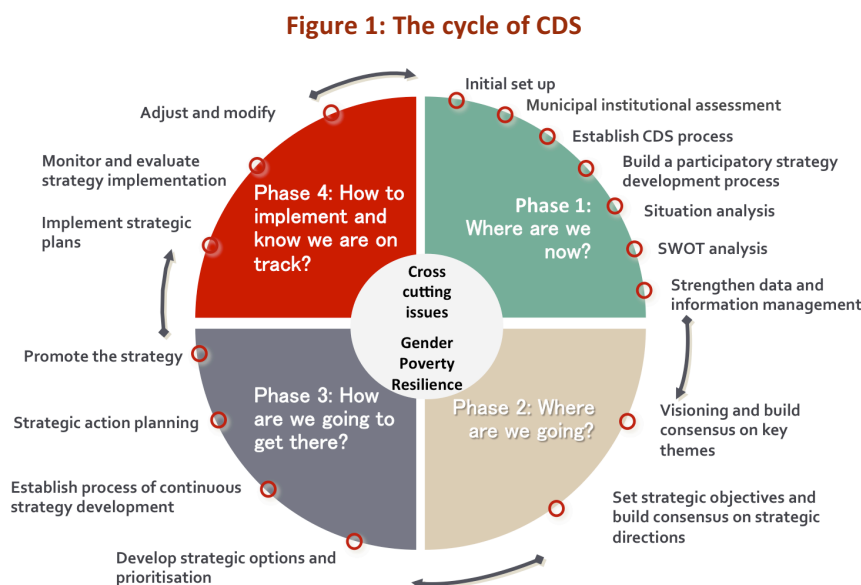 Figure 1: The cycle of CDS
Initial set up
Municipal institutional assessment
Establish CDS process
Build a participatory strategy
development process
Situation analysis
SWOT analysis
Strengthen data and
information management
Phase 1:
Where are we
now?
Visioning and build
consensus on key
themes
Set strategic objectives and
build consensus on strategic
directions
Phase 2: Where
are we going?
Develop strategic options and
prioritisation
Establish process of continuous
strategy development
Strategic action planning
Promote the strategy
Phase 3: How
are we going to
get there?
Implement strategic
plans
Monitor and evaluate
strategy implementation
Adjust and modify
Phase 4: How to
implement and
know we are on
track?
Cross
cutting
issues
Gender
Poverty
Resilience